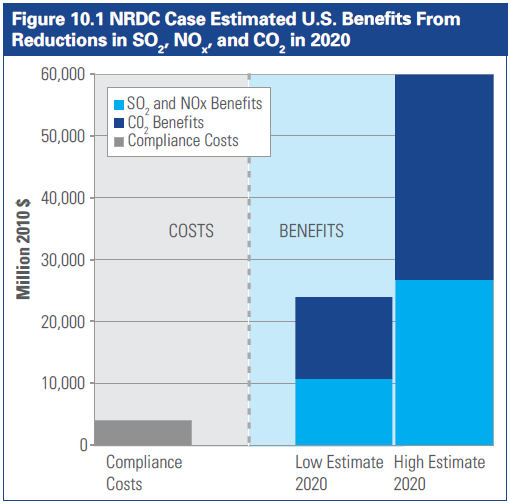 Figure 10.1 NRDC Case Estimated U.S. Benefits From
Reductions in SO₂, NOₓ, and CO₂ in 2020
60,000
50,000
40,000
30,000
20,000
10,000
0
Million 2010 $
SO₂ and NOx Benefits
CO₂ Benefits
Compliance Costs
COSTS
BENEFITS
Compliance
Costs
Low Estimate
2020
High Estimate
2020